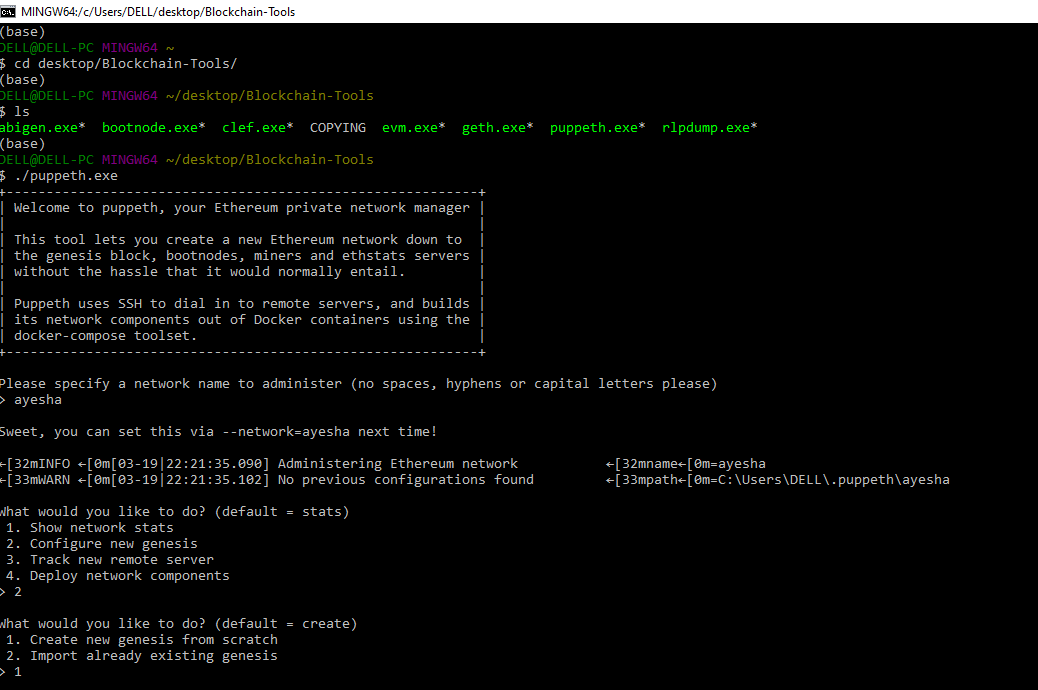 MINGW64:/c/Users/DELL/desktop/Blockchain-Tools
(base)
DELL@DELL-PC MINGW64 ~
$ cd desktop/Blockchain-Tools/
(base)
DELL@DELL-PC MINGW64 ~/desktop/Blockchain-Tools
$ ls
abigen.exe* bootnode.exe* clef.exe* COPYING evm.exe* geth.exe* puppeth.exe* rlpdump.exe*
(base)
DELL@DELL-PC MINGW64 ~/desktop/Blockchain-Tools
$ ./puppeth.exe
+-----------------------------------------------------------+
| Welcome to puppeth, your Ethereum private network manager |
| |
| This tool lets you create a new Ethereum network down to |
| the genesis block, bootnodes, miners and ethstats servers |
| without the hassle that it would normally entail. |
| |
| Puppeth uses SSH to dial in to remote servers, and builds |
| its network components out of Docker containers using the |
| docker-compose toolset. |
+-----------------------------------------------------------+
Please specify a network name to administer (no spaces, hyphens or capital letters please)
> ayesha
Sweet, you can set this via --network=ayesha next time!
←[32mINFO ←[0m[03-19|22:21:35.090] Administering Ethereum network ←[32mname←[0m=ayesha
←[33mWARN ←[0m[03-19|22:21:35.102] No previous configurations found ←[33mpath←[0m=C:\Users\DELL\.puppeth\ayesha
What would you like to do? (default = stats)
1. Show network stats
2. Configure new genesis
3. Track new remote server
4. Deploy network components
> 2
What would you like to do? (default = create)
1. Create new genesis from scratch
2. Import already existing genesis
> 1